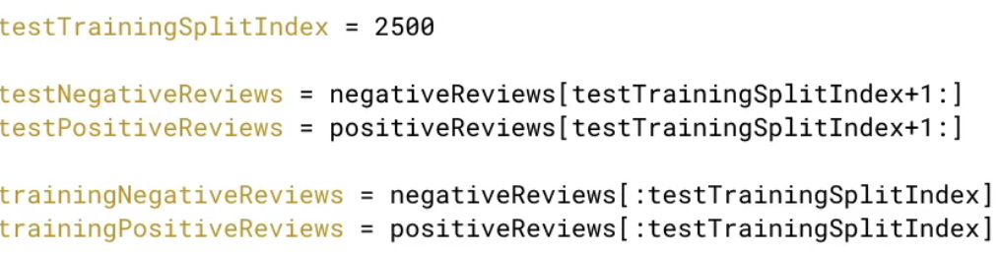 testTrainingSplitIndex = 2500
testNegativeReviews = negativeReviews[testTrainingSplitIndex+1:]
testPositiveReviews = positiveReviews[testTrainingSplitIndex+1:]
trainingNegativeReviews = negativeReviews[:testTrainingSplitIndex]
trainingPositiveReviews = positiveReviews[:testTrainingSplitIndex]